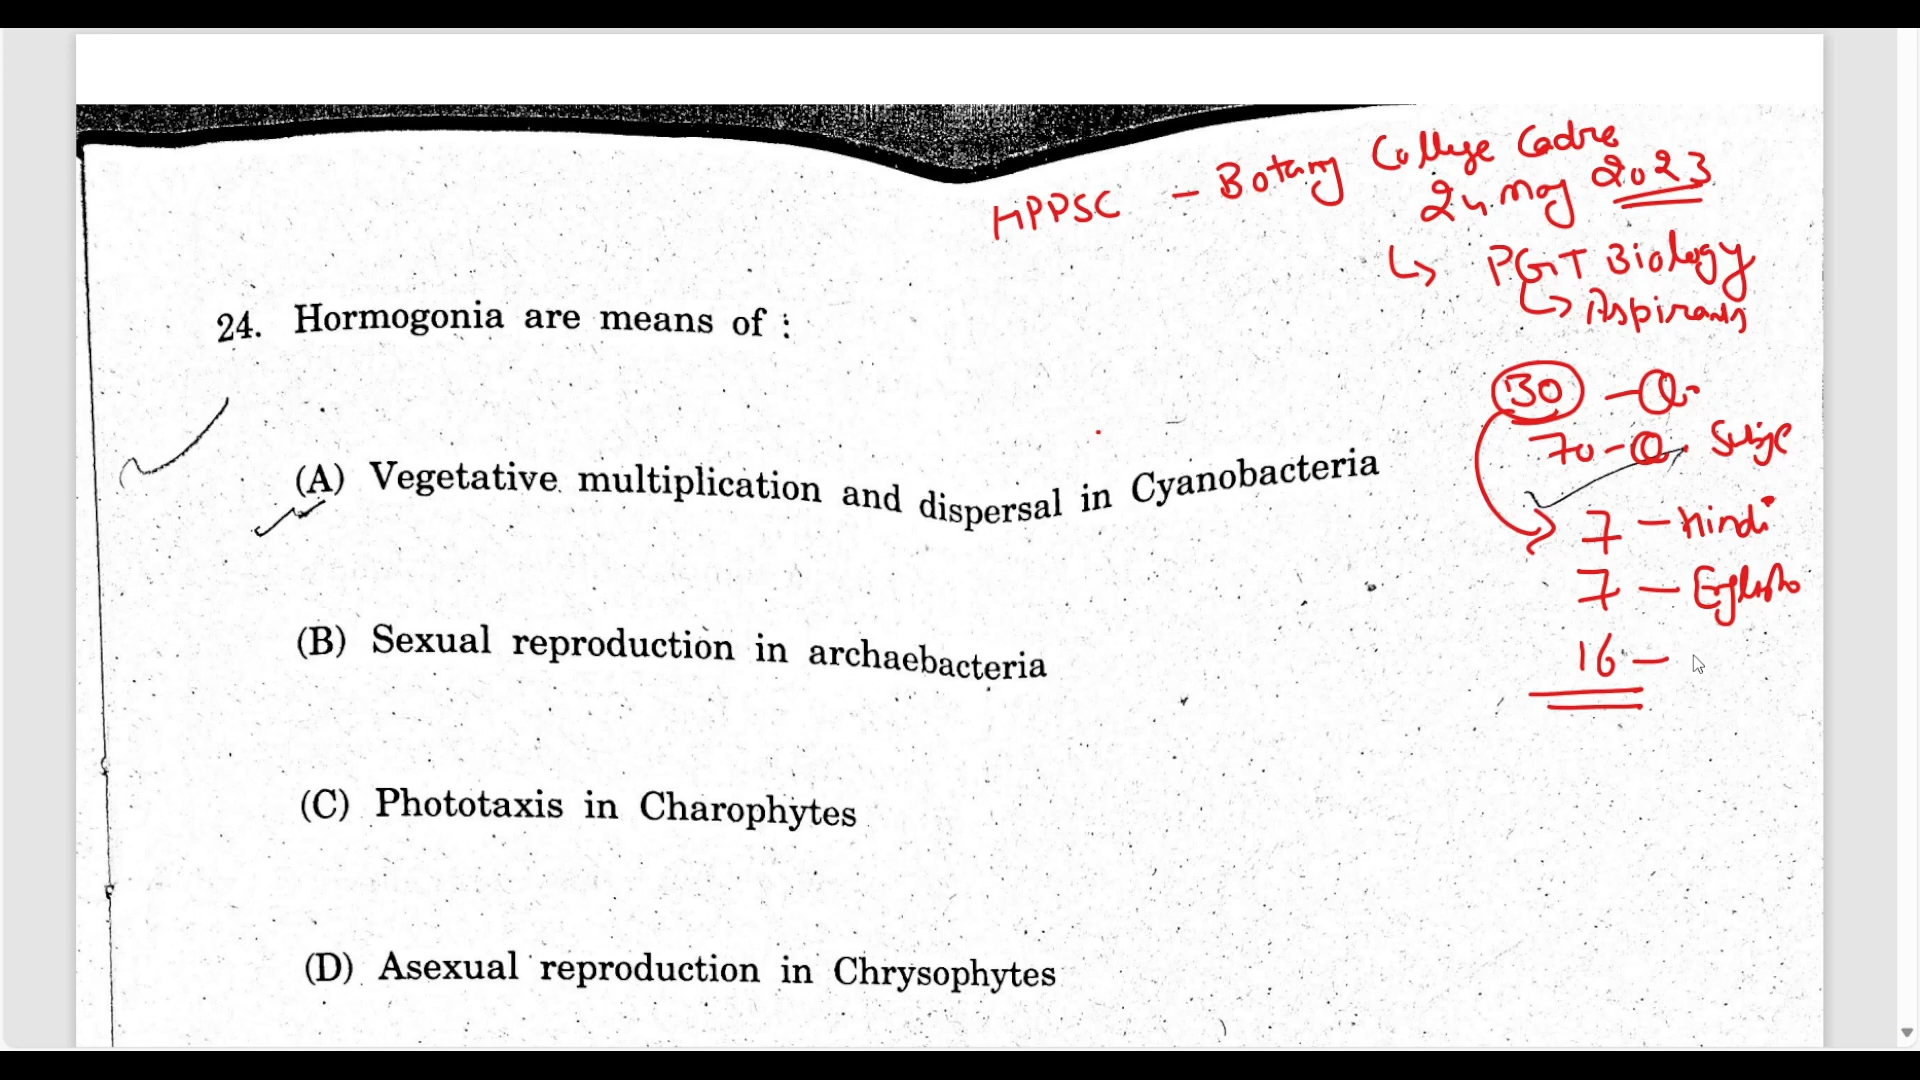 HPPSC - Botany College Cadre
24 May 2023
↳ PGT Biology
↳ Aspirants
24. Hormogonia are means of :
30 - Q.
70 - Q.
(A) Vegetative multiplication and dispersal in Cyanobacteria
7 - Hindi
7 - English
(B) Sexual reproduction in archaebacteria
16 -
(C) Phototaxis in Charophytes
(D) Asexual reproduction in Chrysophytes